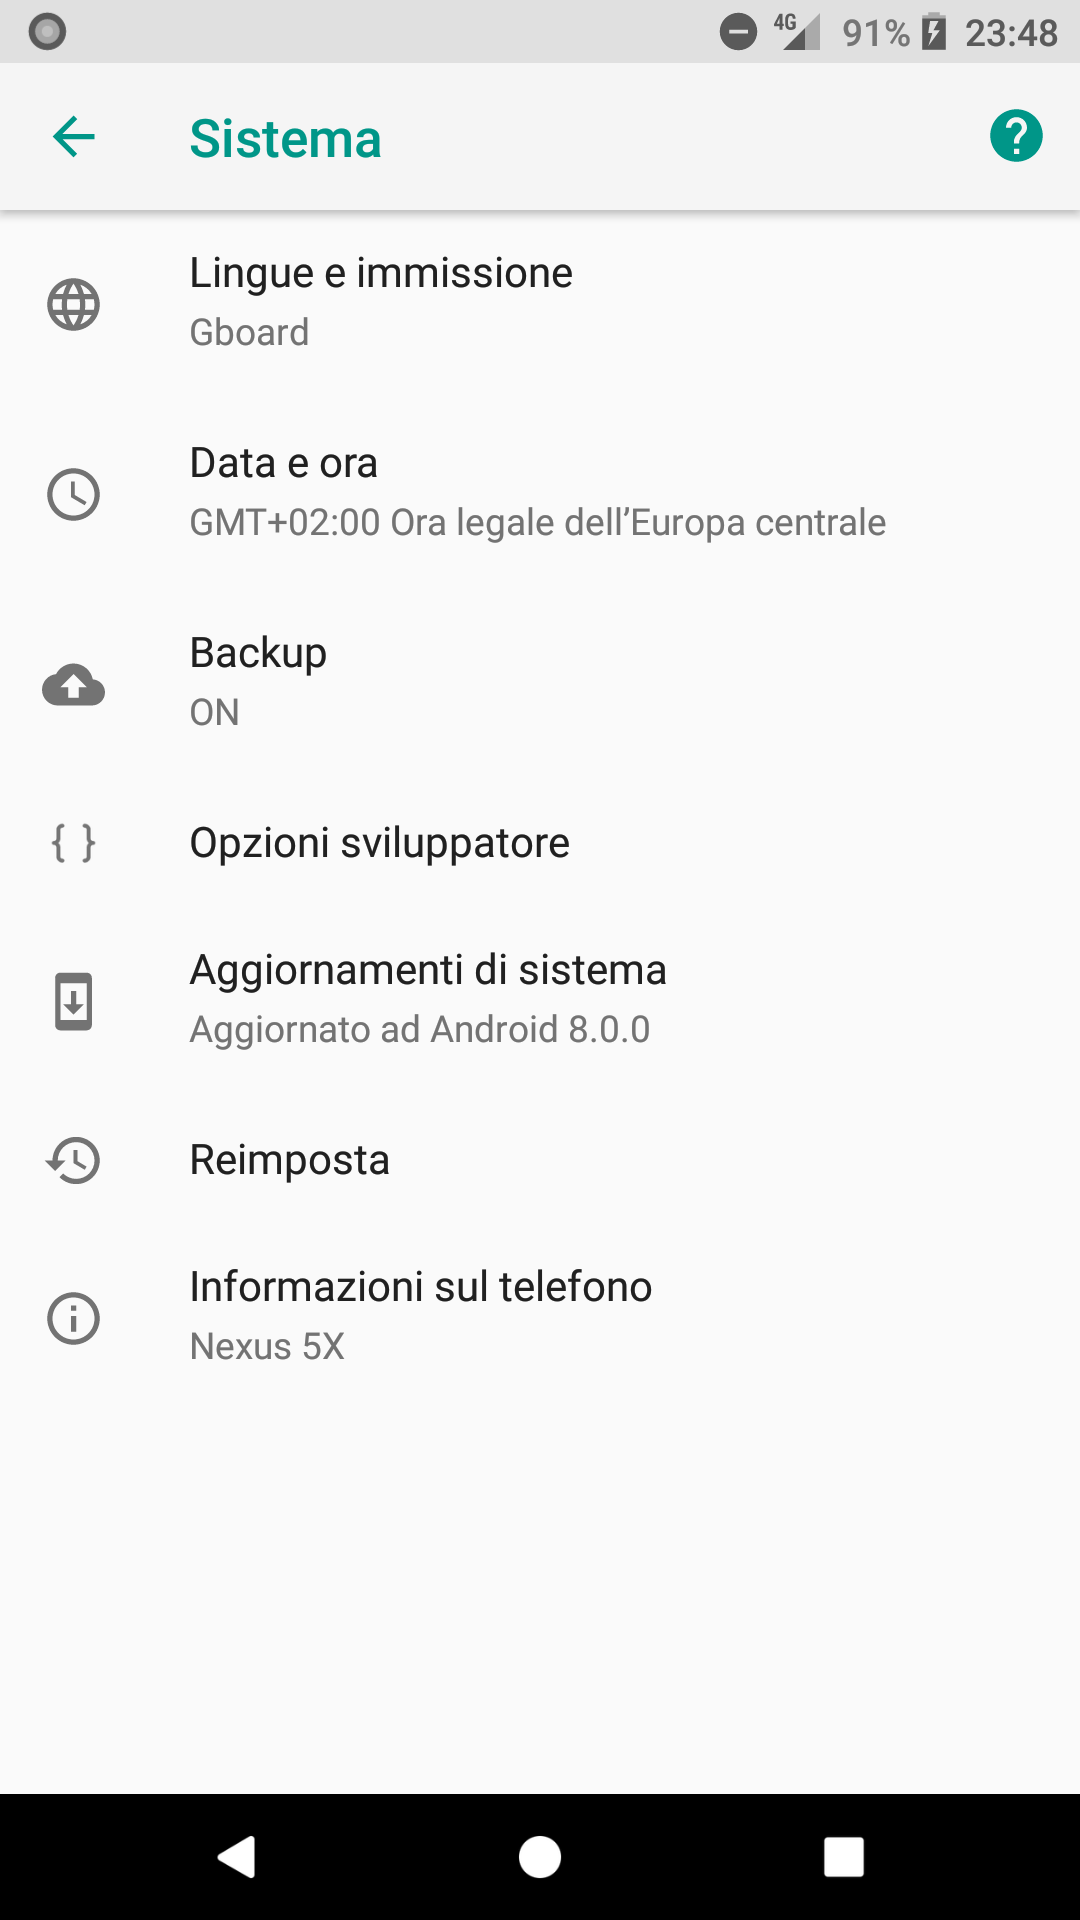 4G 91% 23:48
Sistema
Lingue e immissione
Gboard
Data e ora
GMT+02:00 Ora legale dell’Europa centrale
Backup
ON
Opzioni sviluppatore
Aggiornamenti di sistema
Aggiornato ad Android 8.0.0
Reimposta
Informazioni sul telefono
Nexus 5X